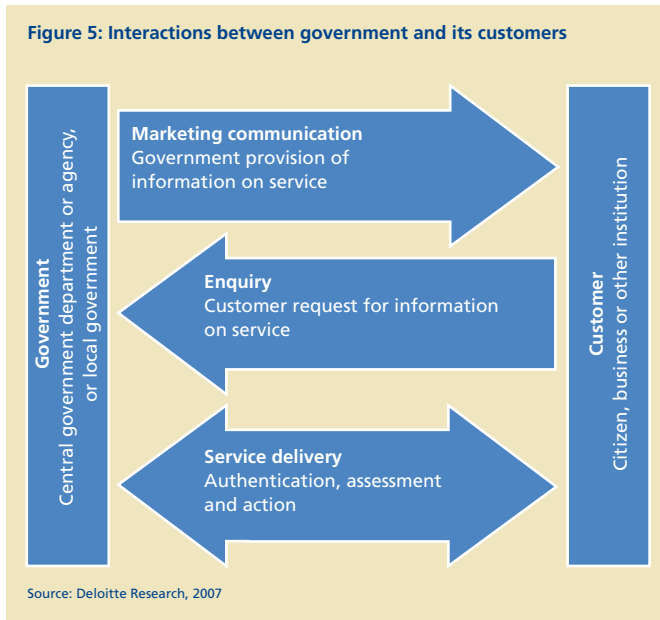 Figure 5: Interactions between government and its customers
Government
Central government department or agency,
or local government
Marketing communication
Government provision of
information on service
Enquiry
Customer request for information
on service
Service delivery
Authentication, assessment
and action
Customer
Citizen, business or other institution
Source: Deloitte Research, 2007